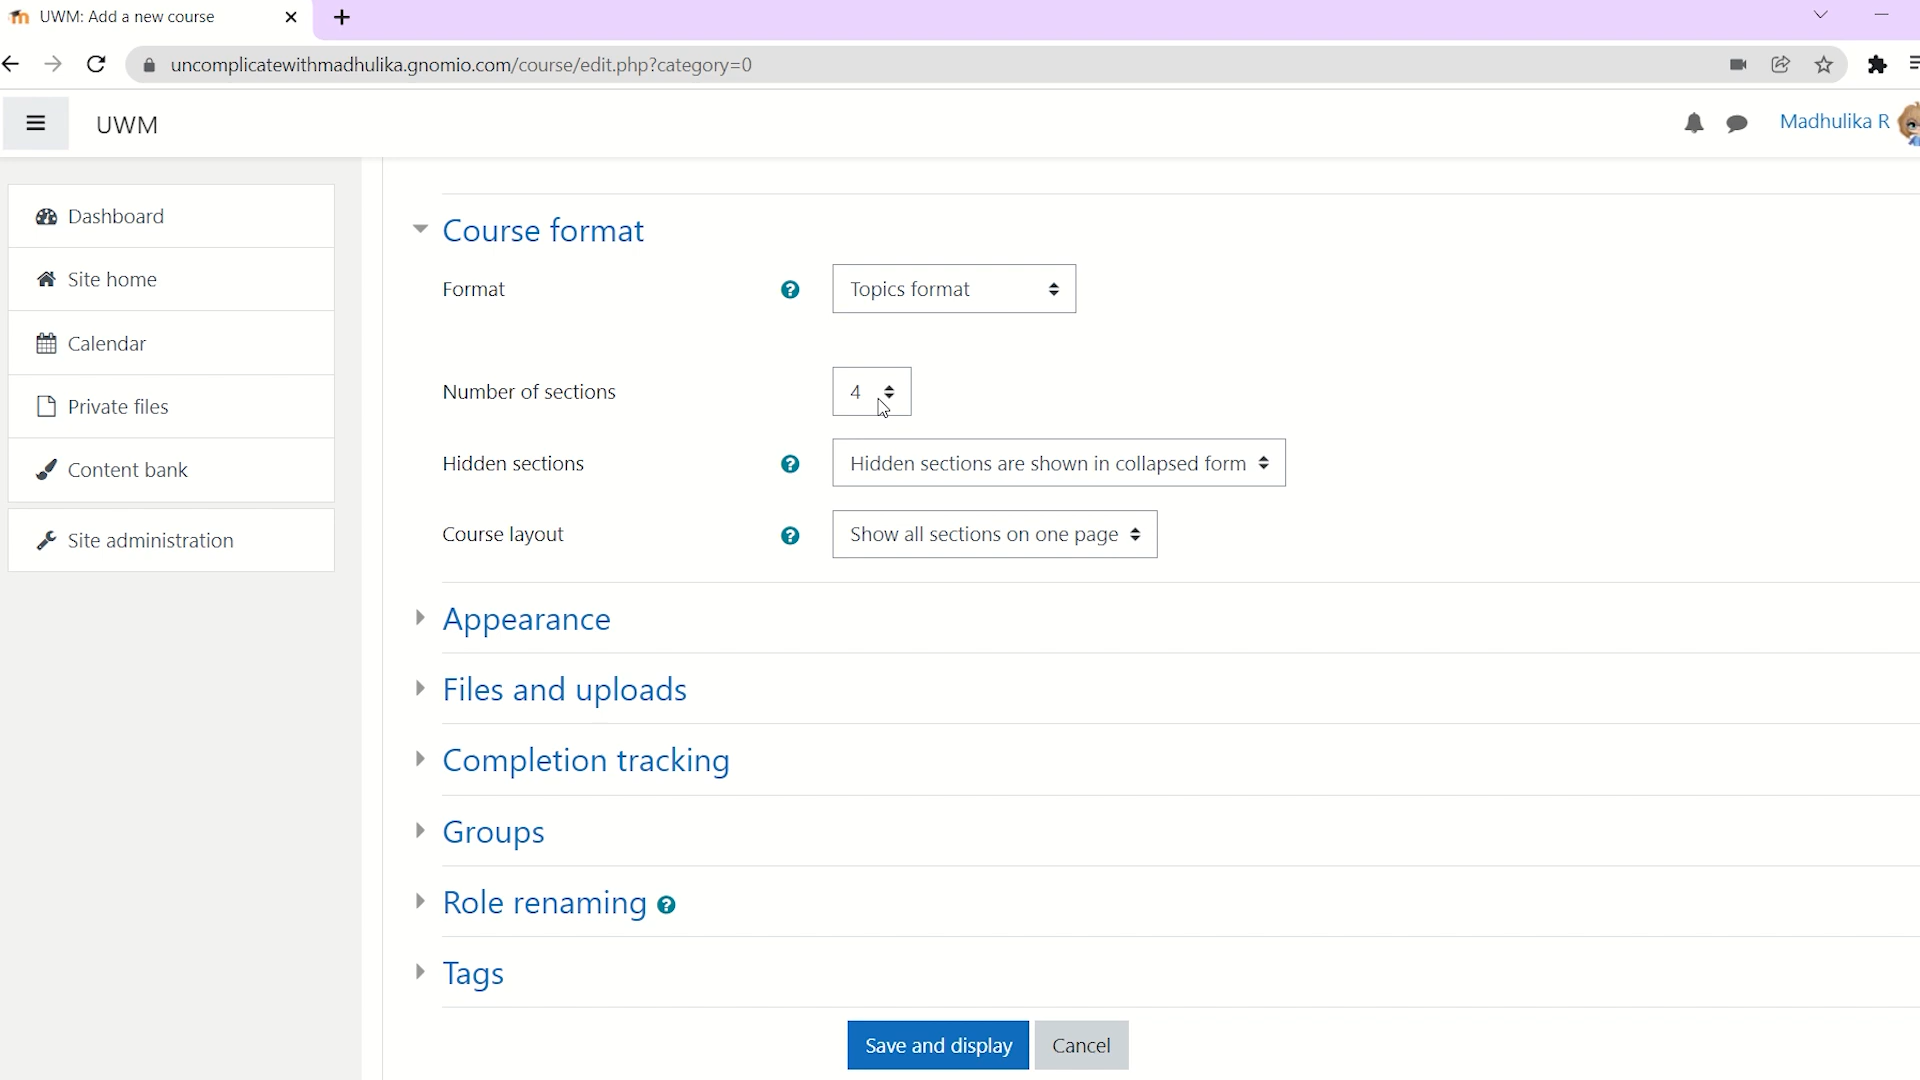 UWM: Add a new course
uncomplicatewithmadhulika.gnomio.com/course/edit.php?category=0
UWM
Madhulika R
Dashboard
Site home
Calendar
Private files
Content bank
Site administration
Course format
Format ? Topics format
Number of sections 4
Hidden sections ? Hidden sections are shown in collapsed form
Course layout ? Show all sections on one page
Appearance
Files and uploads
Completion tracking
Groups
Role renaming ?
Tags
Save and display Cancel